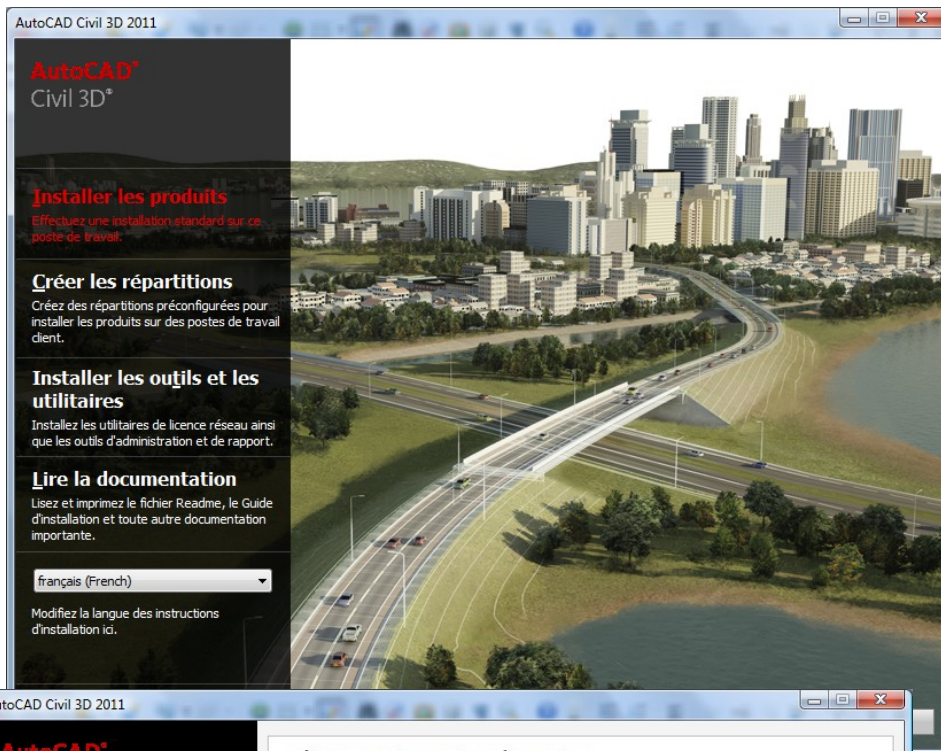 AutoCAD Civil 3D 2011
AutoCAD®
Civil 3D®
Installer les produits
Effectuez une installation standard sur ce
poste de travail.
Créer les répartitions
Créez des répartitions préconfigurées pour
installer les produits sur des postes de travail
client.
Installer les outils et les
utilitaires
Installez les utilitaires de licence réseau ainsi
que les outils d'administration et de rapport.
Lire la documentation
Lisez et imprimez le fichier Readme, le Guide
d'installation et toute autre documentation
importante.
français (French)
Modifiez la langue des instructions
d'installation ici.
utoCAD Civil 3D 2011
AutoCAD®